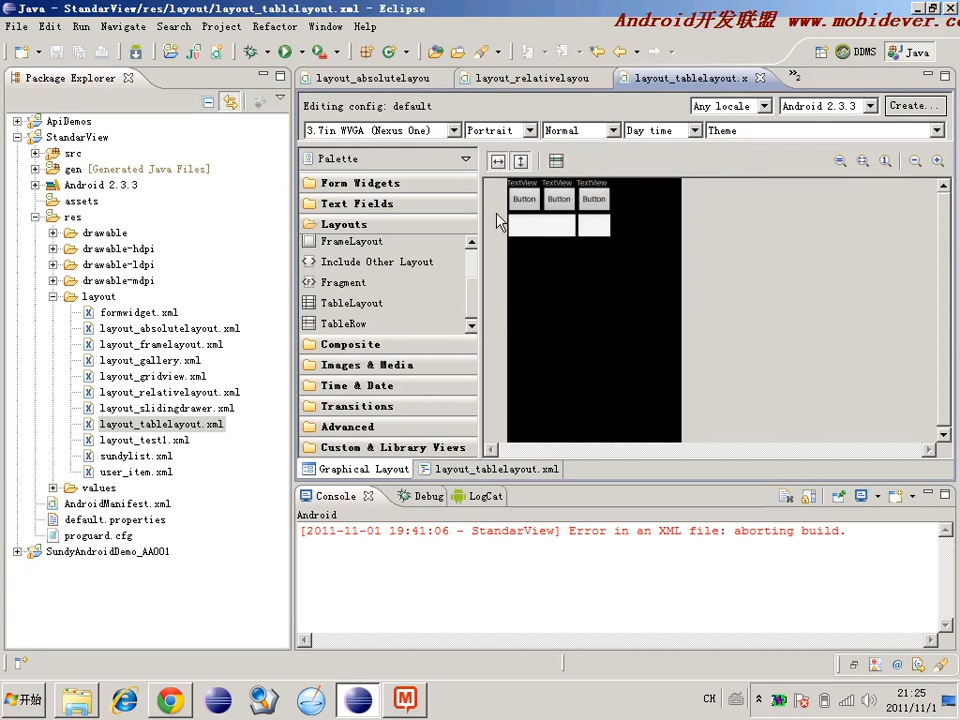 Java - StandarView/res/layout/layout_tablelayout.xml - Eclipse
File Edit Run Navigate Search Project Refactor Window Help
Android开发联盟 www.mobidever.c
DDMS Java
Package Explorer
layout_absolutelayou layout_relativelayou layout_tablelayout.x »2
Editing config: default Any locale Android 2.3.3 Create...
3.7in WVGA (Nexus One) Portrait Normal Day time Theme
ApiDemos
StandarView
src
gen [Generated Java Files]
Android 2.3.3
assets
res
drawable
drawable-hdpi
drawable-ldpi
drawable-mdpi
layout
formwidget.xml
layout_absolutelayout.xml
layout_framelayout.xml
layout_gallery.xml
layout_gridview.xml
layout_relativelayout.xml
layout_slidingdrawer.xml
layout_tablelayout.xml
layout_test1.xml
sundylist.xml
user_item.xml
values
AndroidManifest.xml
default.properties
proguard.cfg
SundyAndroidDemo_AA001
Palette
Form Widgets
Text Fields
Layouts
FrameLayout
Include Other Layout
Fragment
TableLayout
TableRow
Composite
Images & Media
Time & Date
Transitions
Advanced
Custom & Library Views
TextView TextView TextView
Button Button Button
Graphical Layout layout_tablelayout.xml
Console Debug LogCat
Android
[2011-11-01 19:41:06 - StandarView] Error in an XML file: aborting build.
开始
CH
21:25
2011/11/1